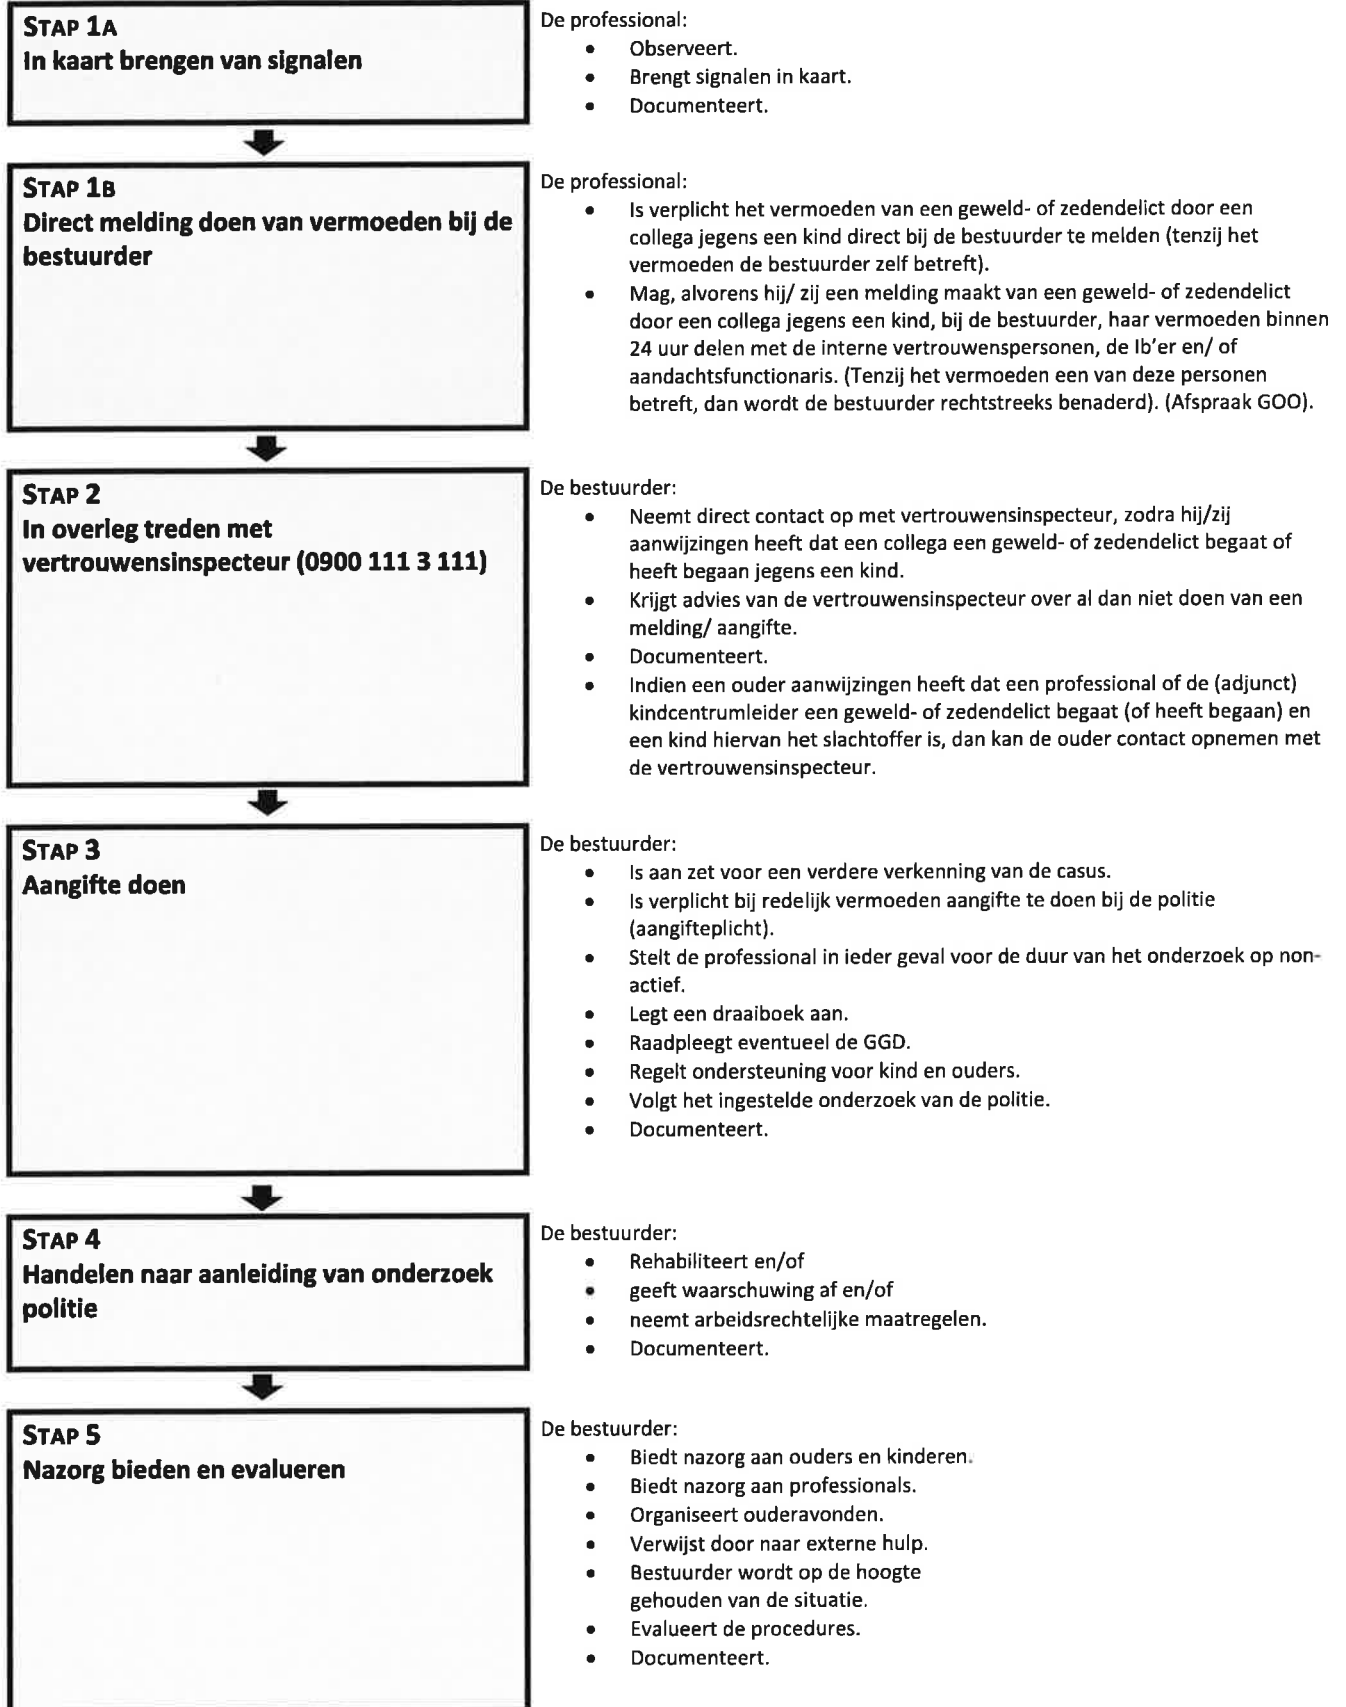 STAP 1A
In kaart brengen van signalen
De professional:
• Observeert.
• Brengt signalen in kaart.
• Documenteert.
STAP 1B
Direct melding doen van vermoeden bij de
bestuurder
De professional:
• Is verplicht het vermoeden van een geweld- of zedendelict door een
collega jegens een kind direct bij de bestuurder te melden (tenzij het
vermoeden de bestuurder zelf betreft).
• Mag, alvorens hij/ zij een melding maakt van een geweld- of zedendelict
door een collega jegens een kind, bij de bestuurder, haar vermoeden binnen
24 uur delen met de interne vertrouwenspersonen, de Ib'er en/ of
aandachtsfunctionaris. (Tenzij het vermoeden een van deze personen
betreft, dan wordt de bestuurder rechtstreeks benaderd). (Afspraak GOO).
STAP 2
In overleg treden met
vertrouwensinspecteur (0900 111 3 111)
De bestuurder:
• Neemt direct contact op met vertrouwensinspecteur, zodra hij/zij
aanwijzingen heeft dat een collega een geweld- of zedendelict begaat of
heeft begaan jegens een kind.
• Krijgt advies van de vertrouwensinspecteur over al dan niet doen van een
melding/ aangifte.
• Documenteert.
• Indien een ouder aanwijzingen heeft dat een professional of de (adjunct)
kindcentrumleider een geweld- of zedendelict begaat (of heeft begaan) en
een kind hiervan het slachtoffer is, dan kan de ouder contact opnemen met
de vertrouwensinspecteur.
STAP 3
Aangifte doen
De bestuurder:
• Is aan zet voor een verdere verkenning van de casus.
• Is verplicht bij redelijk vermoeden aangifte te doen bij de politie
(aangifteplicht).
• Stelt de professional in ieder geval voor de duur van het onderzoek op non-
actief.
• Legt een draaiboek aan.
• Raadpleegt eventueel de GGD.
• Regelt ondersteuning voor kind en ouders.
• Volgt het ingestelde onderzoek van de politie.
• Documenteert.
STAP 4
Handelen naar aanleiding van onderzoek
politie
De bestuurder:
• Rehabiliteert en/of
• geeft waarschuwing af en/of
• neemt arbeidsrechtelijke maatregelen.
• Documenteert.
STAP 5
Nazorg bieden en evalueren
De bestuurder:
• Biedt nazorg aan ouders en kinderen.
• Biedt nazorg aan professionals.
• Organiseert ouderavonden.
• Verwijst door naar externe hulp.
• Bestuurder wordt op de hoogte
gehouden van de situatie.
• Evalueert de procedures.
• Documenteert.